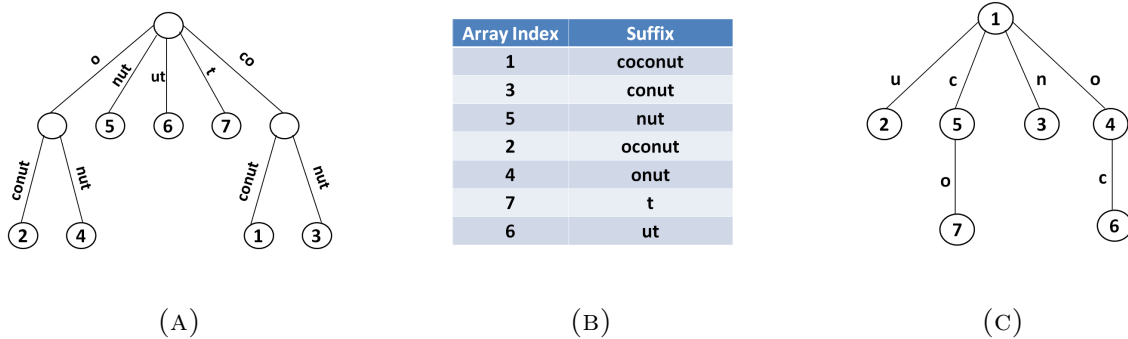 o
nut
ut
t
co
5
6
7
conut
nut
conut
nut
2
4
1
3
(A)
Array Index Suffix
1 coconut
3 conut
5 nut
2 oconut
4 onut
7 t
6 ut
(B)
1
u
c
n
o
2
5
3
4
o
c
7
6
(C)